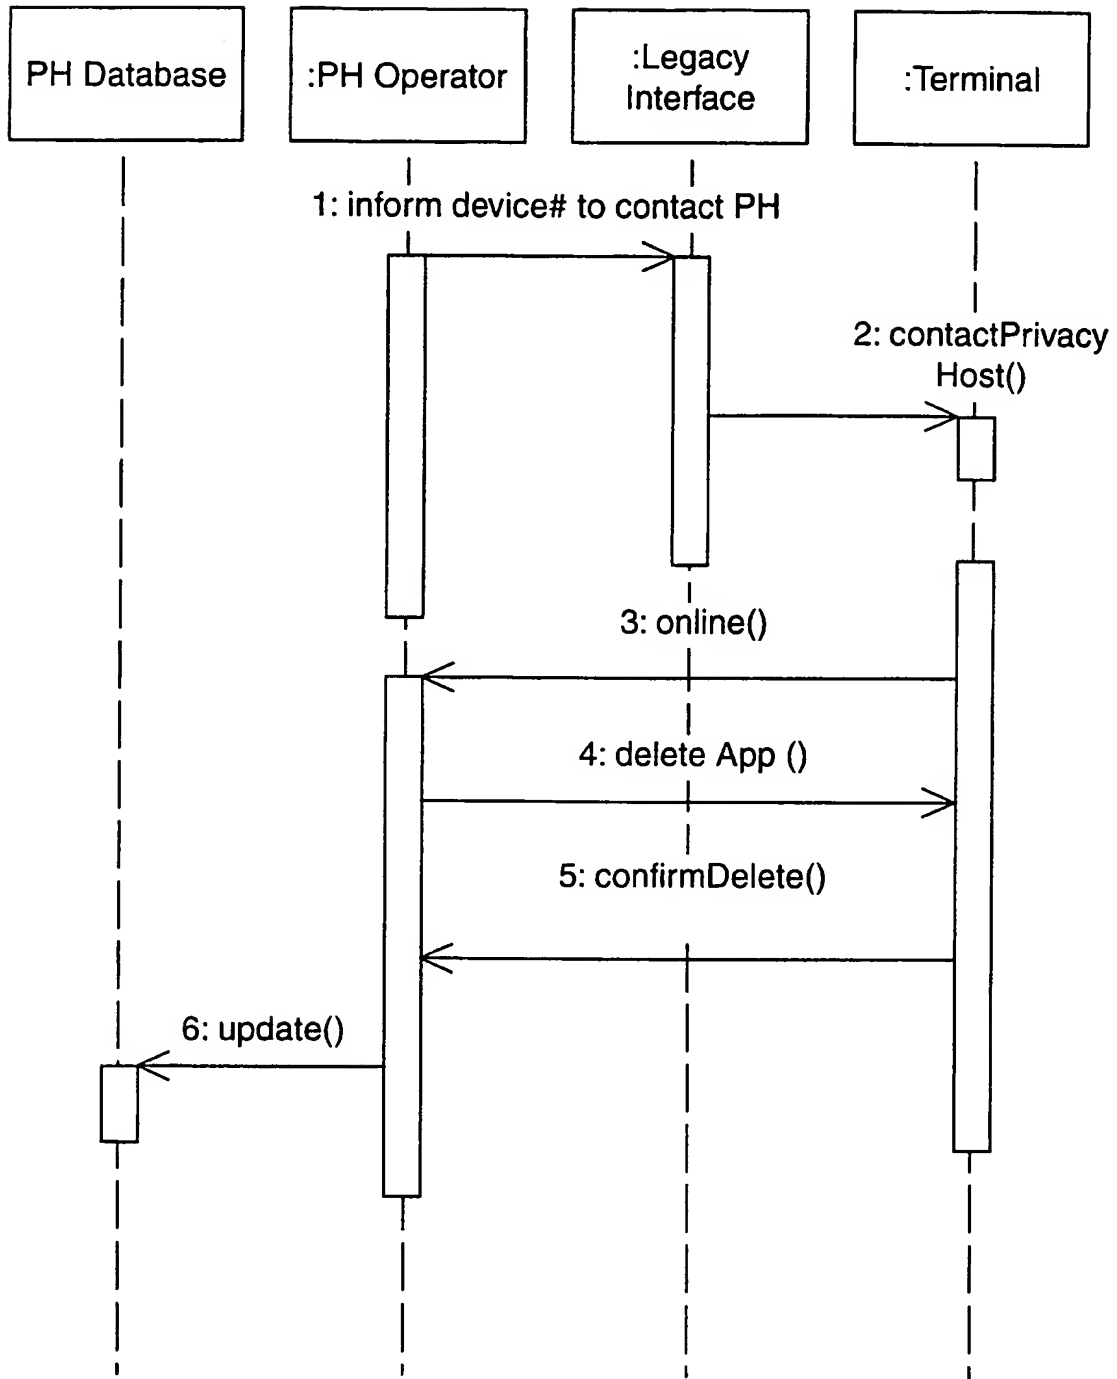 PH Database
:PH Operator
:Legacy
Interface
:Terminal
1: inform device# to contact PH
2: contactPrivacy
Host()
3: online()
4: delete App ()
5: confirmDelete()
6: update()